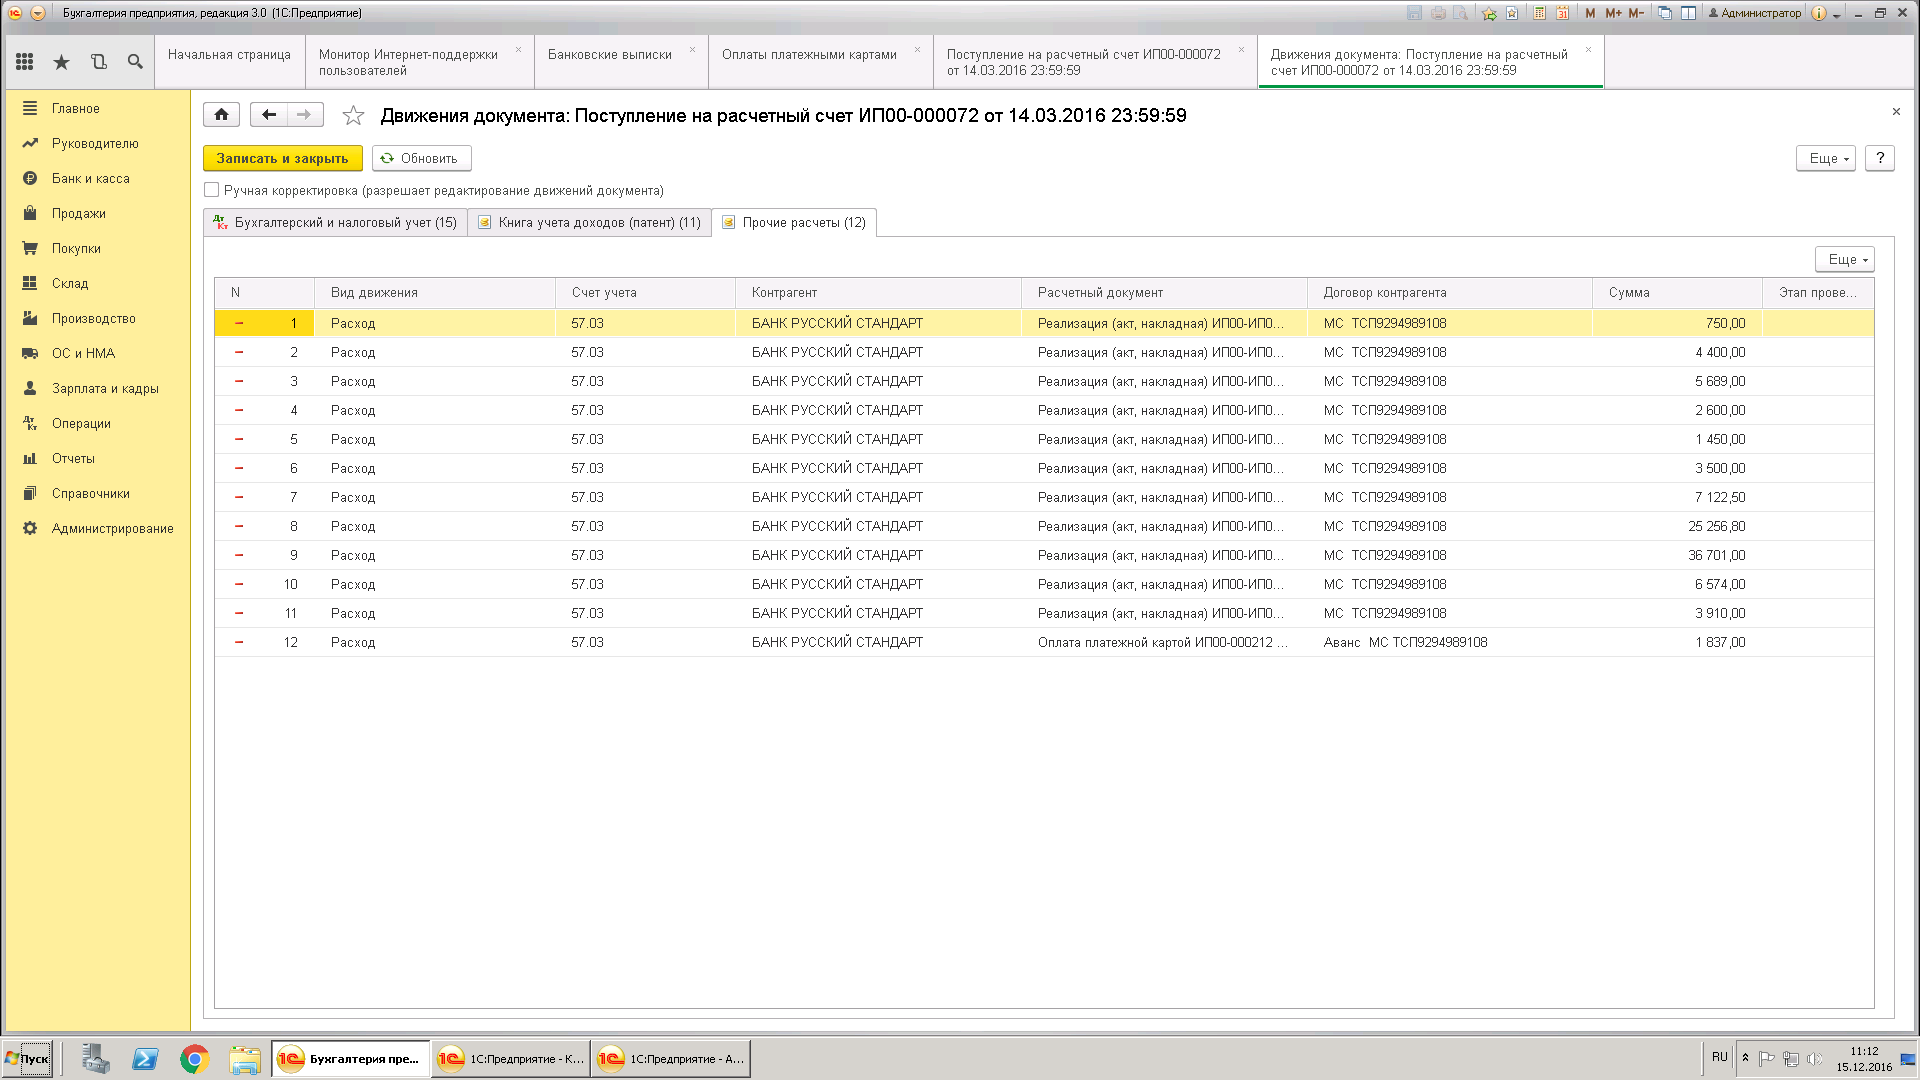 Бухгалтерия предприятия, редакция 3.0 (1С:Предприятие)
M M+ M- Администратор
Начальная страница
Монитор Интернет-поддержки
пользователей
Банковские выписки
Оплаты платежными картами
Поступление на расчетный счет ИП00-000072
от 14.03.2016 23:59:59
Движения документа: Поступление на расчетный
счет ИП00-000072 от 14.03.2016 23:59:59
Главное
Руководителю
Банк и касса
Продажи
Покупки
Склад
Производство
ОС и НМА
Зарплата и кадры
Операции
Отчеты
Справочники
Администрирование
Движения документа: Поступление на расчетный счет ИП00-000072 от 14.03.2016 23:59:59
Записать и закрыть
Обновить
Еще
?
Ручная корректировка (разрешает редактирование движений документа)
Бухгалтерский и налоговый учет (15)
Книга учета доходов (патент) (11)
Прочие расчеты (12)
Еще
N Вид движения Счет учета Контрагент Расчетный документ Договор контрагента Сумма Этап прове...
1 Расход 57.03 БАНК РУССКИЙ СТАНДАРТ Реализация (акт, накладная) ИП00-ИП0... МС ТСП9294989108 750,00
2 Расход 57.03 БАНК РУССКИЙ СТАНДАРТ Реализация (акт, накладная) ИП00-ИП0... МС ТСП9294989108 4 400,00
3 Расход 57.03 БАНК РУССКИЙ СТАНДАРТ Реализация (акт, накладная) ИП00-ИП0... МС ТСП9294989108 5 689,00
4 Расход 57.03 БАНК РУССКИЙ СТАНДАРТ Реализация (акт, накладная) ИП00-ИП0... МС ТСП9294989108 2 600,00
5 Расход 57.03 БАНК РУССКИЙ СТАНДАРТ Реализация (акт, накладная) ИП00-ИП0... МС ТСП9294989108 1 450,00
6 Расход 57.03 БАНК РУССКИЙ СТАНДАРТ Реализация (акт, накладная) ИП00-ИП0... МС ТСП9294989108 3 500,00
7 Расход 57.03 БАНК РУССКИЙ СТАНДАРТ Реализация (акт, накладная) ИП00-ИП0... МС ТСП9294989108 7 122,50
8 Расход 57.03 БАНК РУССКИЙ СТАНДАРТ Реализация (акт, накладная) ИП00-ИП0... МС ТСП9294989108 25 256,80
9 Расход 57.03 БАНК РУССКИЙ СТАНДАРТ Реализация (акт, накладная) ИП00-ИП0... МС ТСП9294989108 36 701,00
10 Расход 57.03 БАНК РУССКИЙ СТАНДАРТ Реализация (акт, накладная) ИП00-ИП0... МС ТСП9294989108 6 574,00
11 Расход 57.03 БАНК РУССКИЙ СТАНДАРТ Реализация (акт, накладная) ИП00-ИП0... МС ТСП9294989108 3 910,00
12 Расход 57.03 БАНК РУССКИЙ СТАНДАРТ Оплата платежной картой ИП00-000212 ... Аванс МС ТСП9294989108 1 837,00
Пуск
Бухгалтерия пре...
1С:Предприятие - К...
1С:Предприятие - А...
RU
11:12
15.12.2016